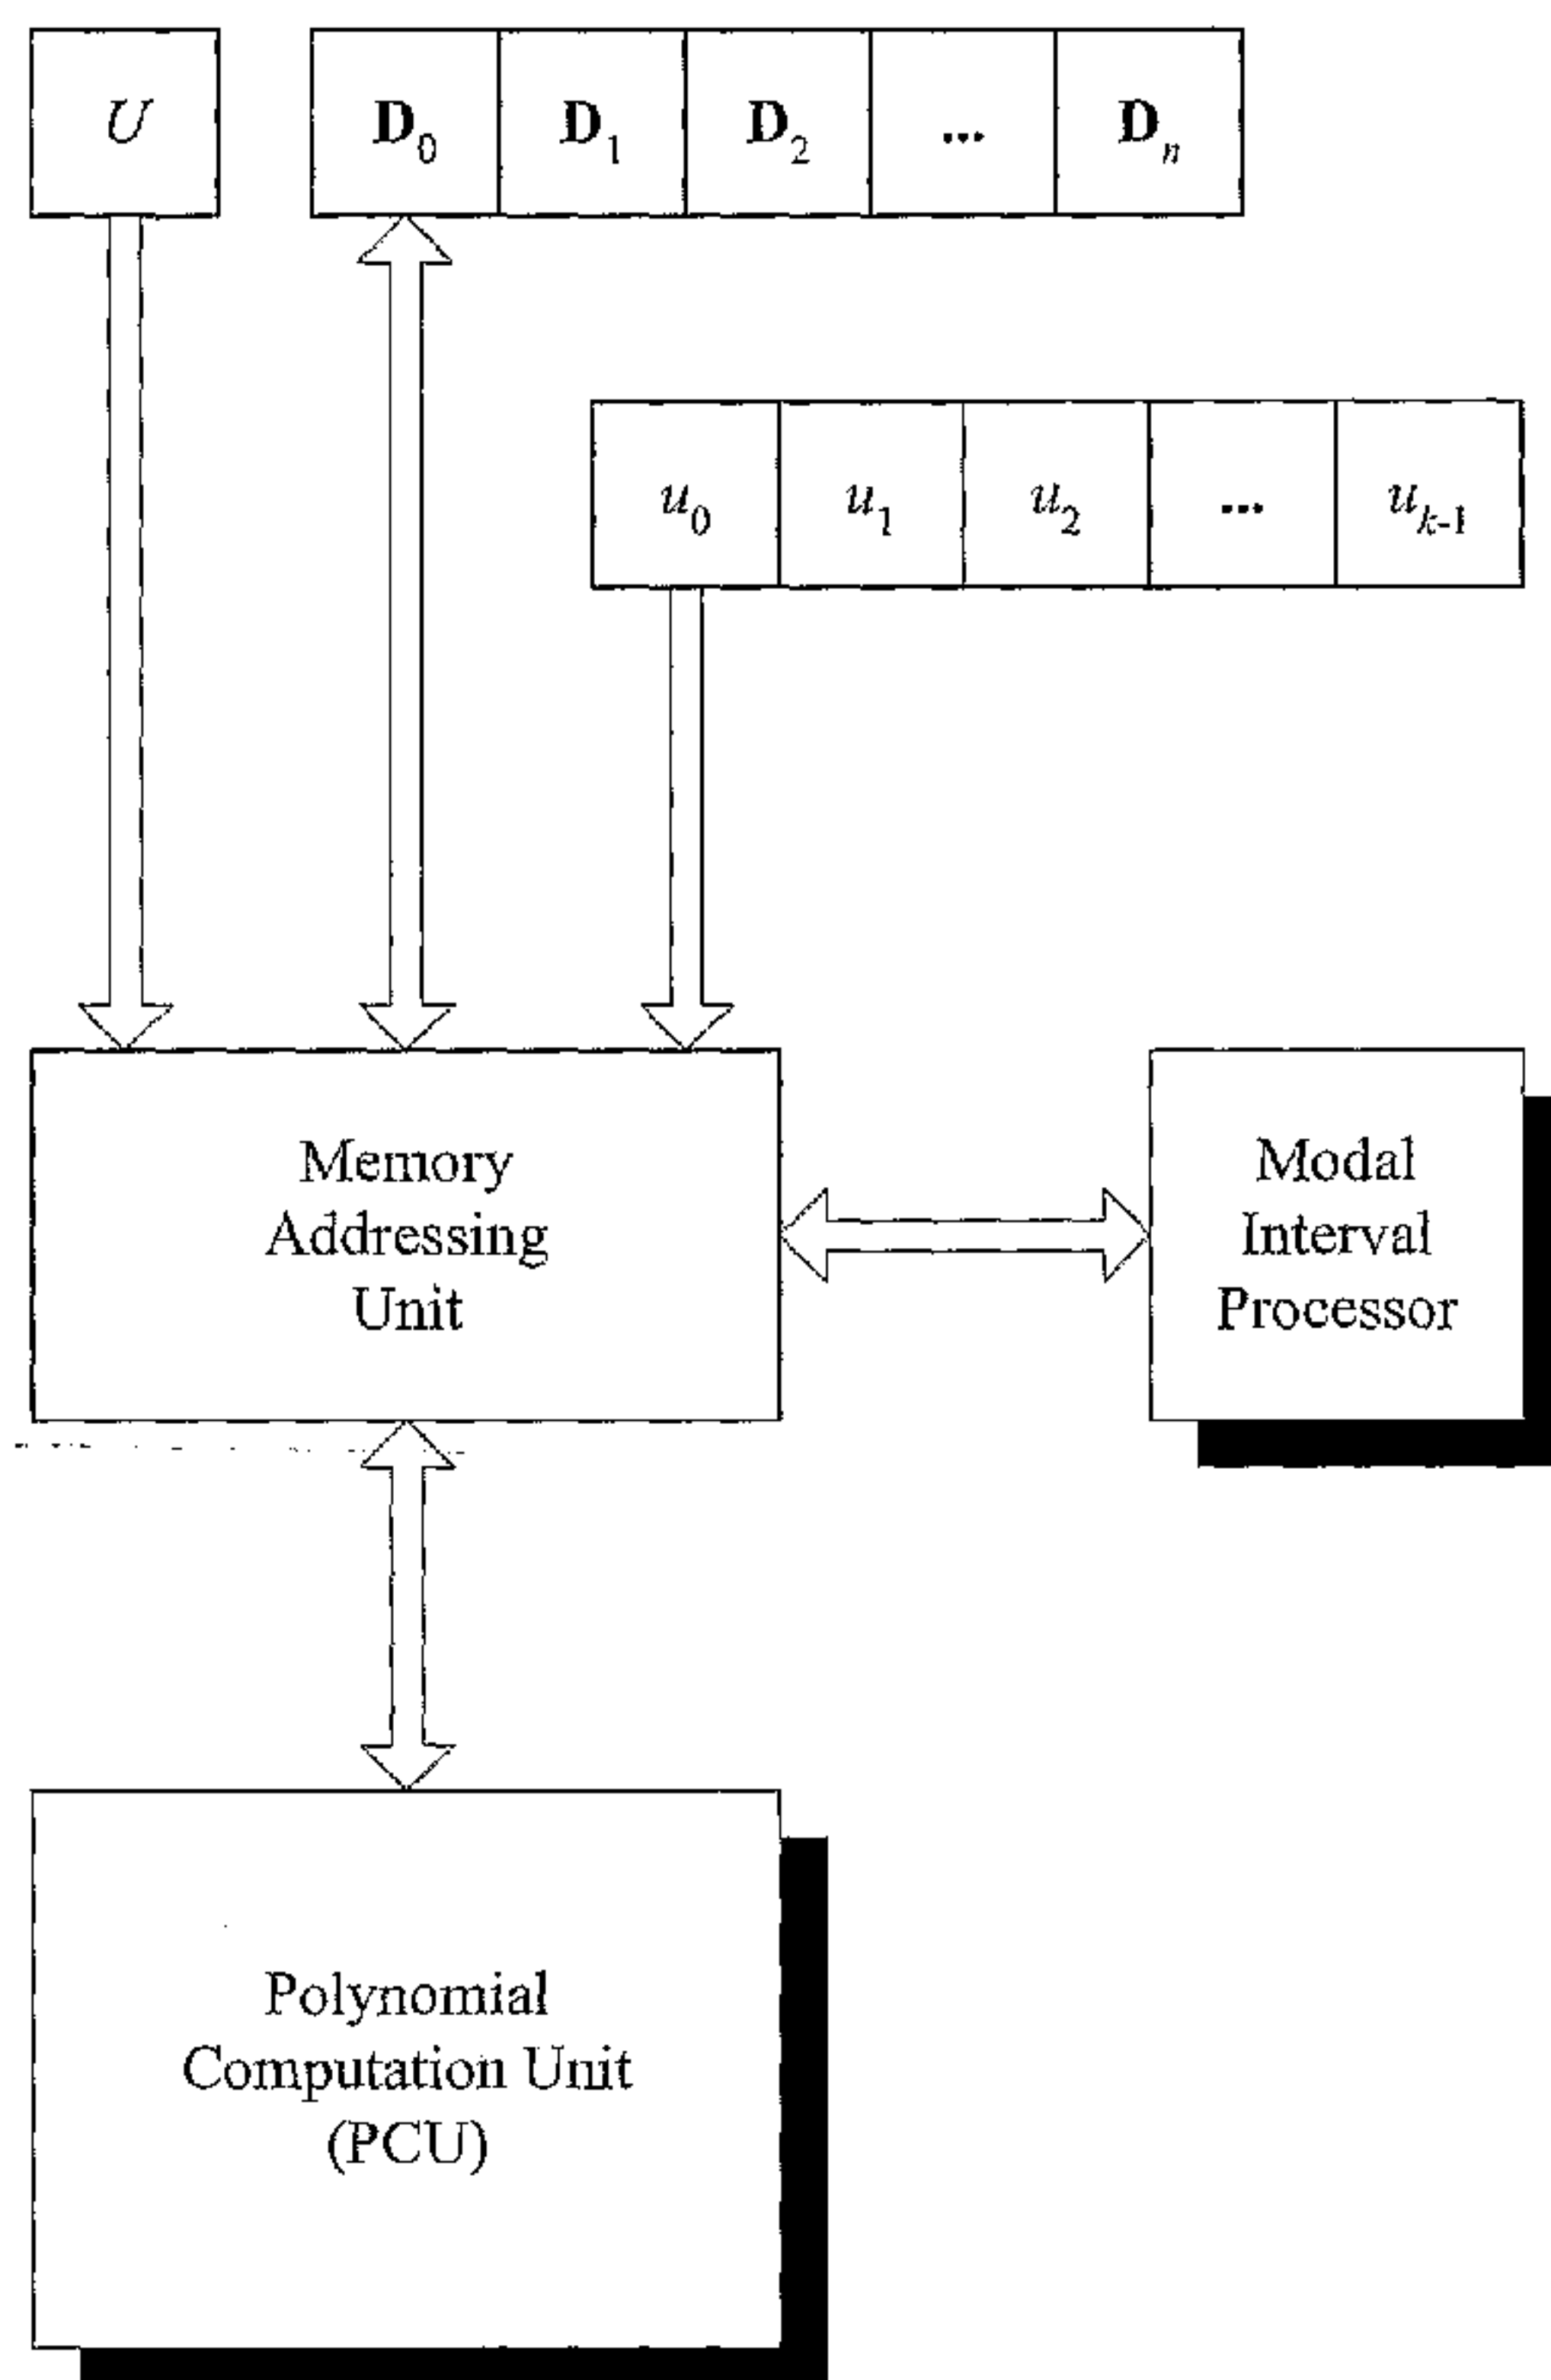 U
D₀ D₁ D₂ ... Dₙ
u₀ u₁ u₂ ... uₖ₋₁
Memory
Addressing
Unit
Modal
Interval
Processor
Polynomial
Computation Unit
(PCU)